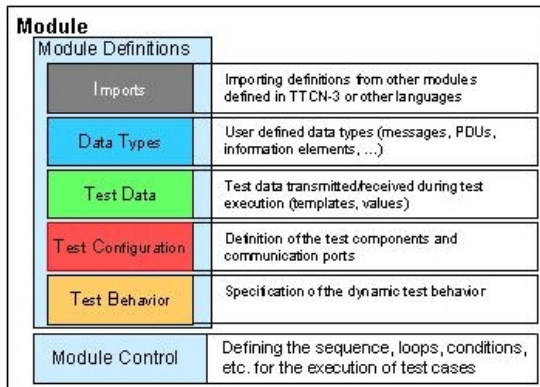 Module
Module Definitions
Imports
Importing definitions from other modules
defined in TTCN-3 or other languages
Data Types
User defined data types (messages, PDUs,
information elements, ...)
Test Data
Test data transmitted/received during test
execution (templates, values)
Test Configuration
Definition of the test components and
communication ports
Test Behavior
Specification of the dynamic test behavior
Module Control
Defining the sequence, loops, conditions,
etc. for the execution of test cases